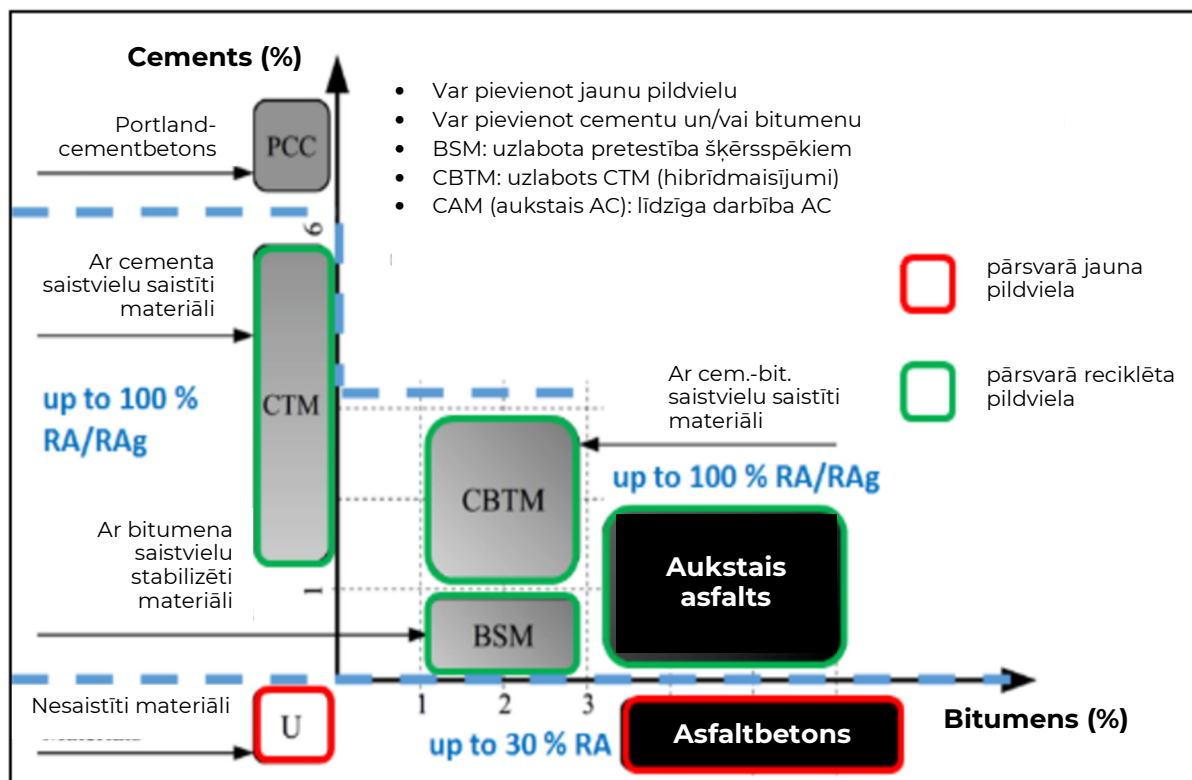 Cements (%)
• Var pievienot jaunu pildvielu
• Var pievienot cementu un/vai bitumenu
• BSM: uzlabota pretestība šķērsspēkiem
• CBTM: uzlabots CTM (hibrīdmaisījumi)
• CAM (aukstais AC): līdzīga darbība AC
Portland-
cementbetons
PCC
6
Ar cementa
saistvielu saistīti
materiāli
up to 100 %
RA/RAg
CTM
pārsvarā jauna
pildviela
pārsvarā reciklēta
pildviela
Ar cem.-bit.
saistvielu saistīti
materiāli
up to 100 % RA/RAg
CBTM
Ar bitumena
saistvielu
stabilizēti
materiāli
1
BSM
Aukstais
asfalts
Nesaistīti materiāli
U
1
2
3
up to 30 % RA
Asfaltbetons
Bitumens (%)